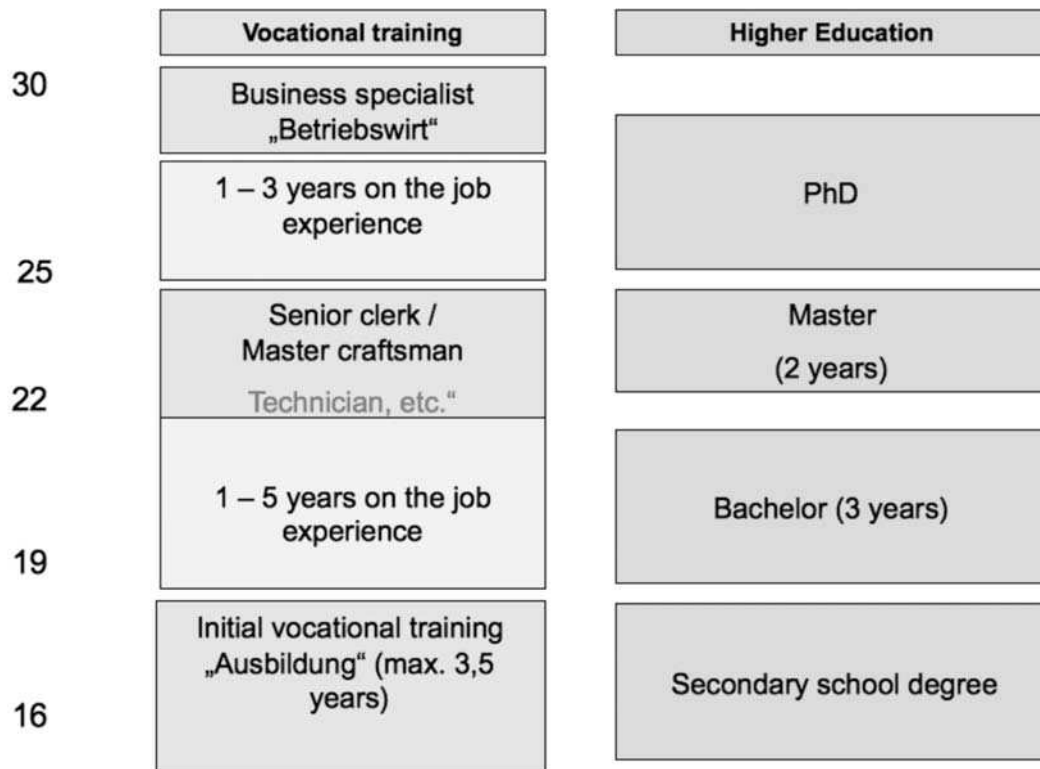 Vocational training
Higher Education
30
Business specialist
„Betriebswirt“
1 – 3 years on the job
experience
PhD
25
Senior clerk /
Master craftsman
Technician, etc.“
Master
(2 years)
22
1 – 5 years on the job
experience
Bachelor (3 years)
19
Initial vocational training
„Ausbildung“ (max. 3,5
years)
Secondary school degree
16